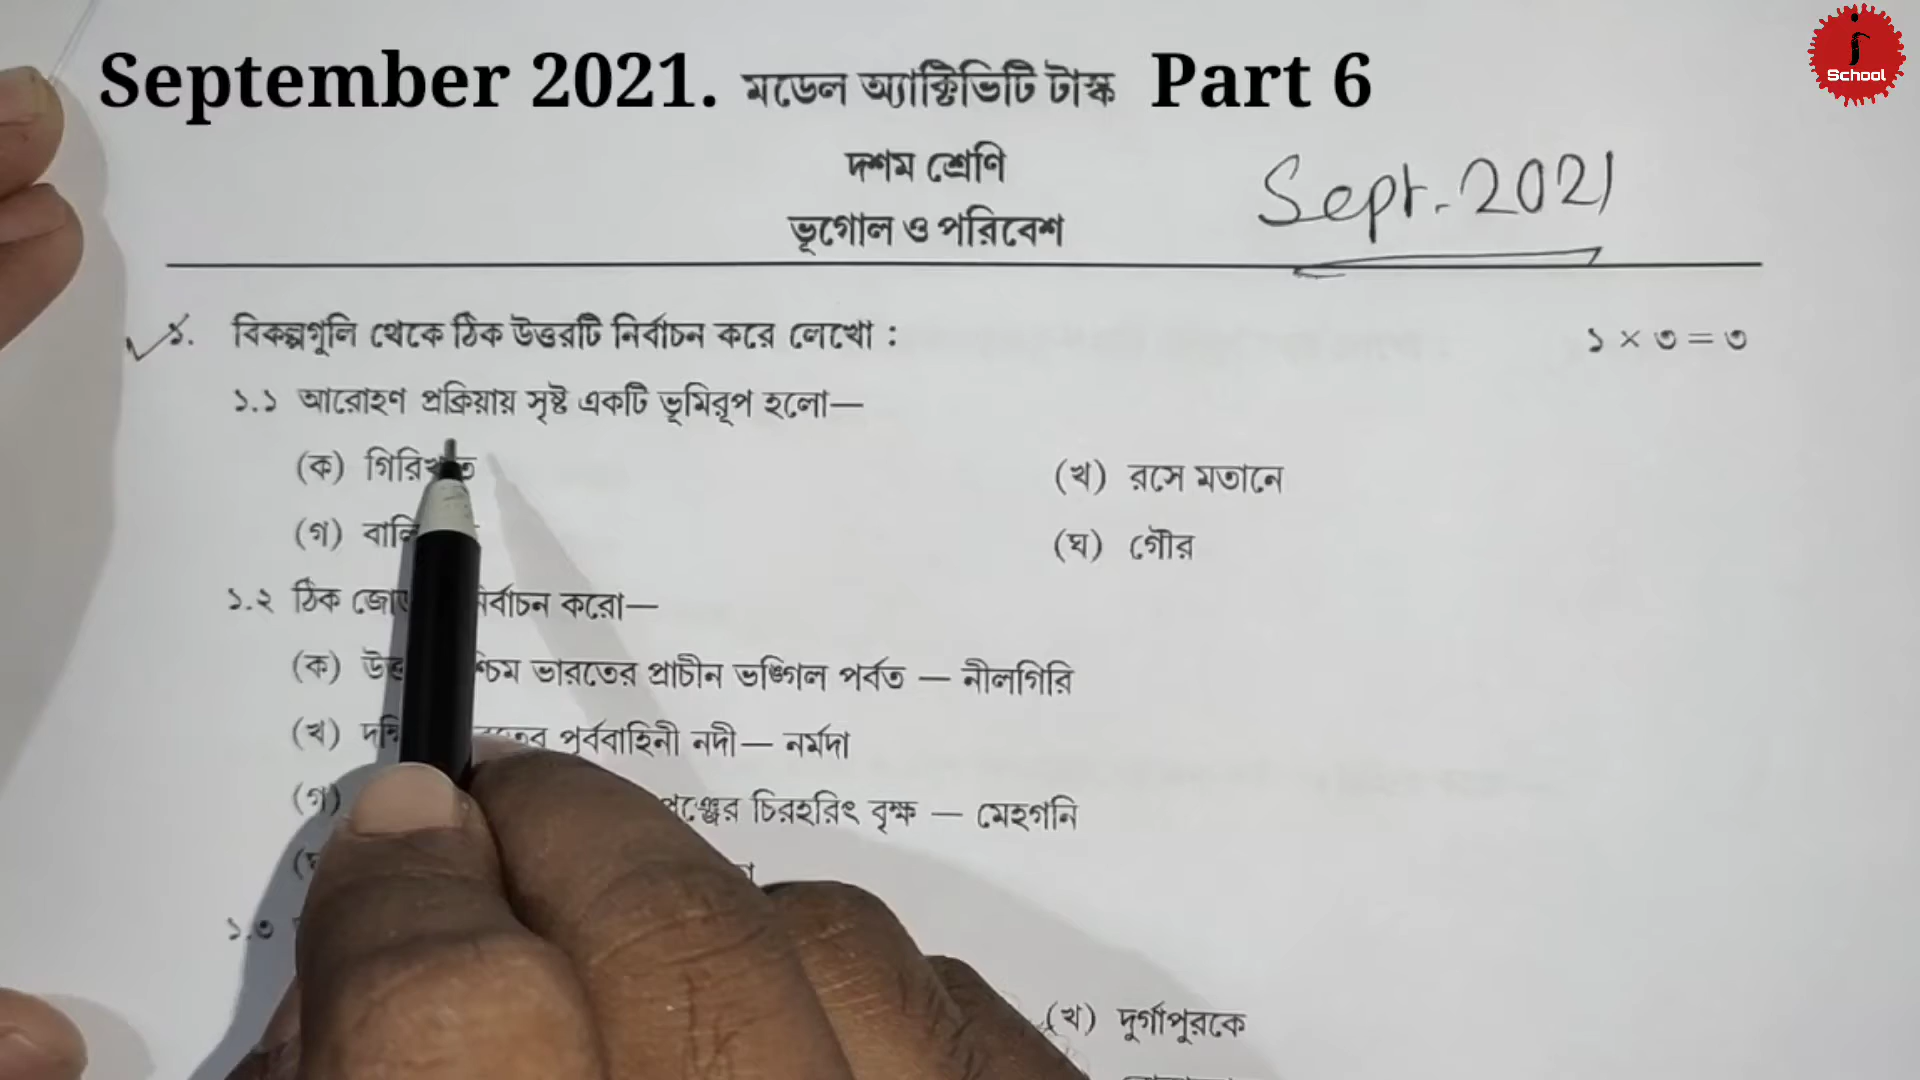 September 2021. মডেল অ্যাক্টিভিটি টাস্ক Part 6
School
দশম শ্রেণি
ভূগোল ও পরিবেশ
Sept. 2021
১. বিকল্পগুলি থেকে ঠিক উত্তরটি নির্বাচন করে লেখো : ১ × ৩ = ৩
১.১ আরোহণ প্রক্রিয়ায় সৃষ্ট একটি ভূমিরূপ হলো—
(ক) (খ) রসে মতানে
(গ) (ঘ) গৌর
১.২ ঠিক করো—
(ক) ভারতের প্রাচীন ভঙ্গিল পর্বত — নীলগিরি
(খ) পূর্ববাহিনী নদী— নর্মদা
(গ) চিরহরিৎ বৃক্ষ — মেহগনি
১.৩
(খ) দুর্গাপুরকে